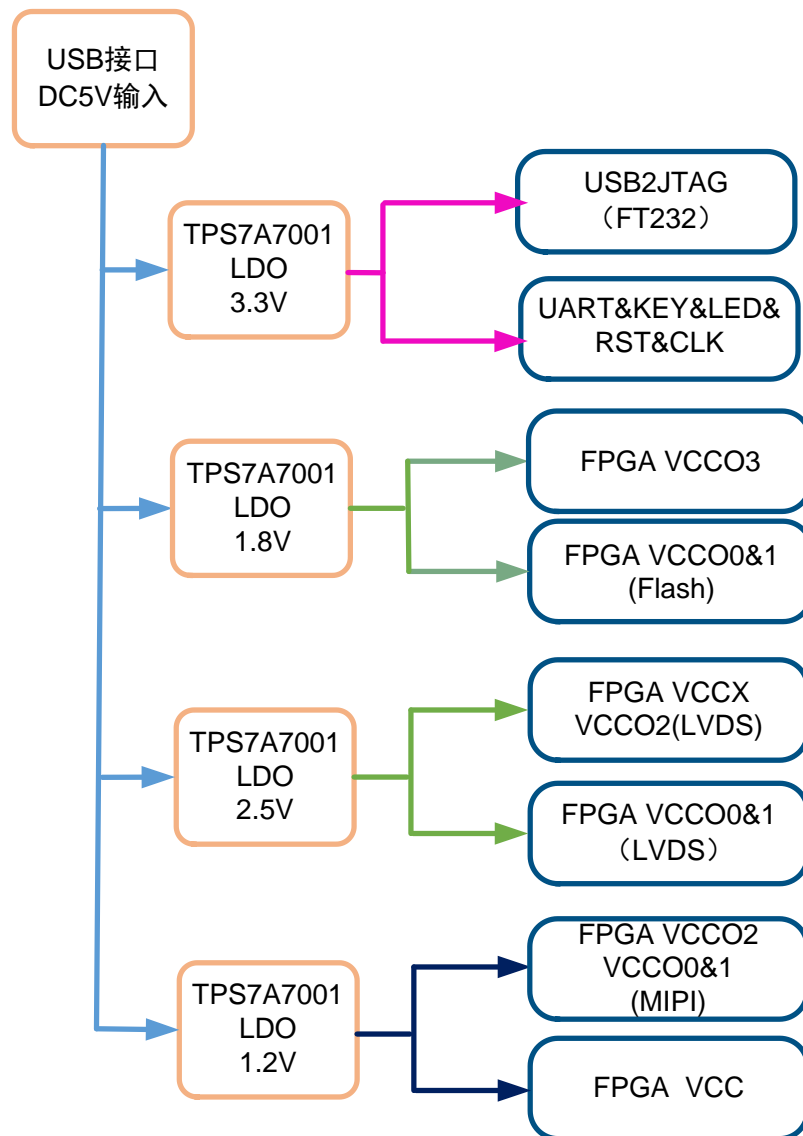 USB接口
DC5V输入
TPS7A7001
LDO
3.3V
USB2JTAG
（FT232）
UART&KEY&LED&
RST&CLK
TPS7A7001
LDO
1.8V
FPGA VCCO3
FPGA VCCO0&1
(Flash)
TPS7A7001
LDO
2.5V
FPGA VCCX
VCCO2(LVDS)
FPGA VCCO0&1
（LVDS）
TPS7A7001
LDO
1.2V
FPGA VCCO2
VCCO0&1
(MIPI)
FPGA  VCC